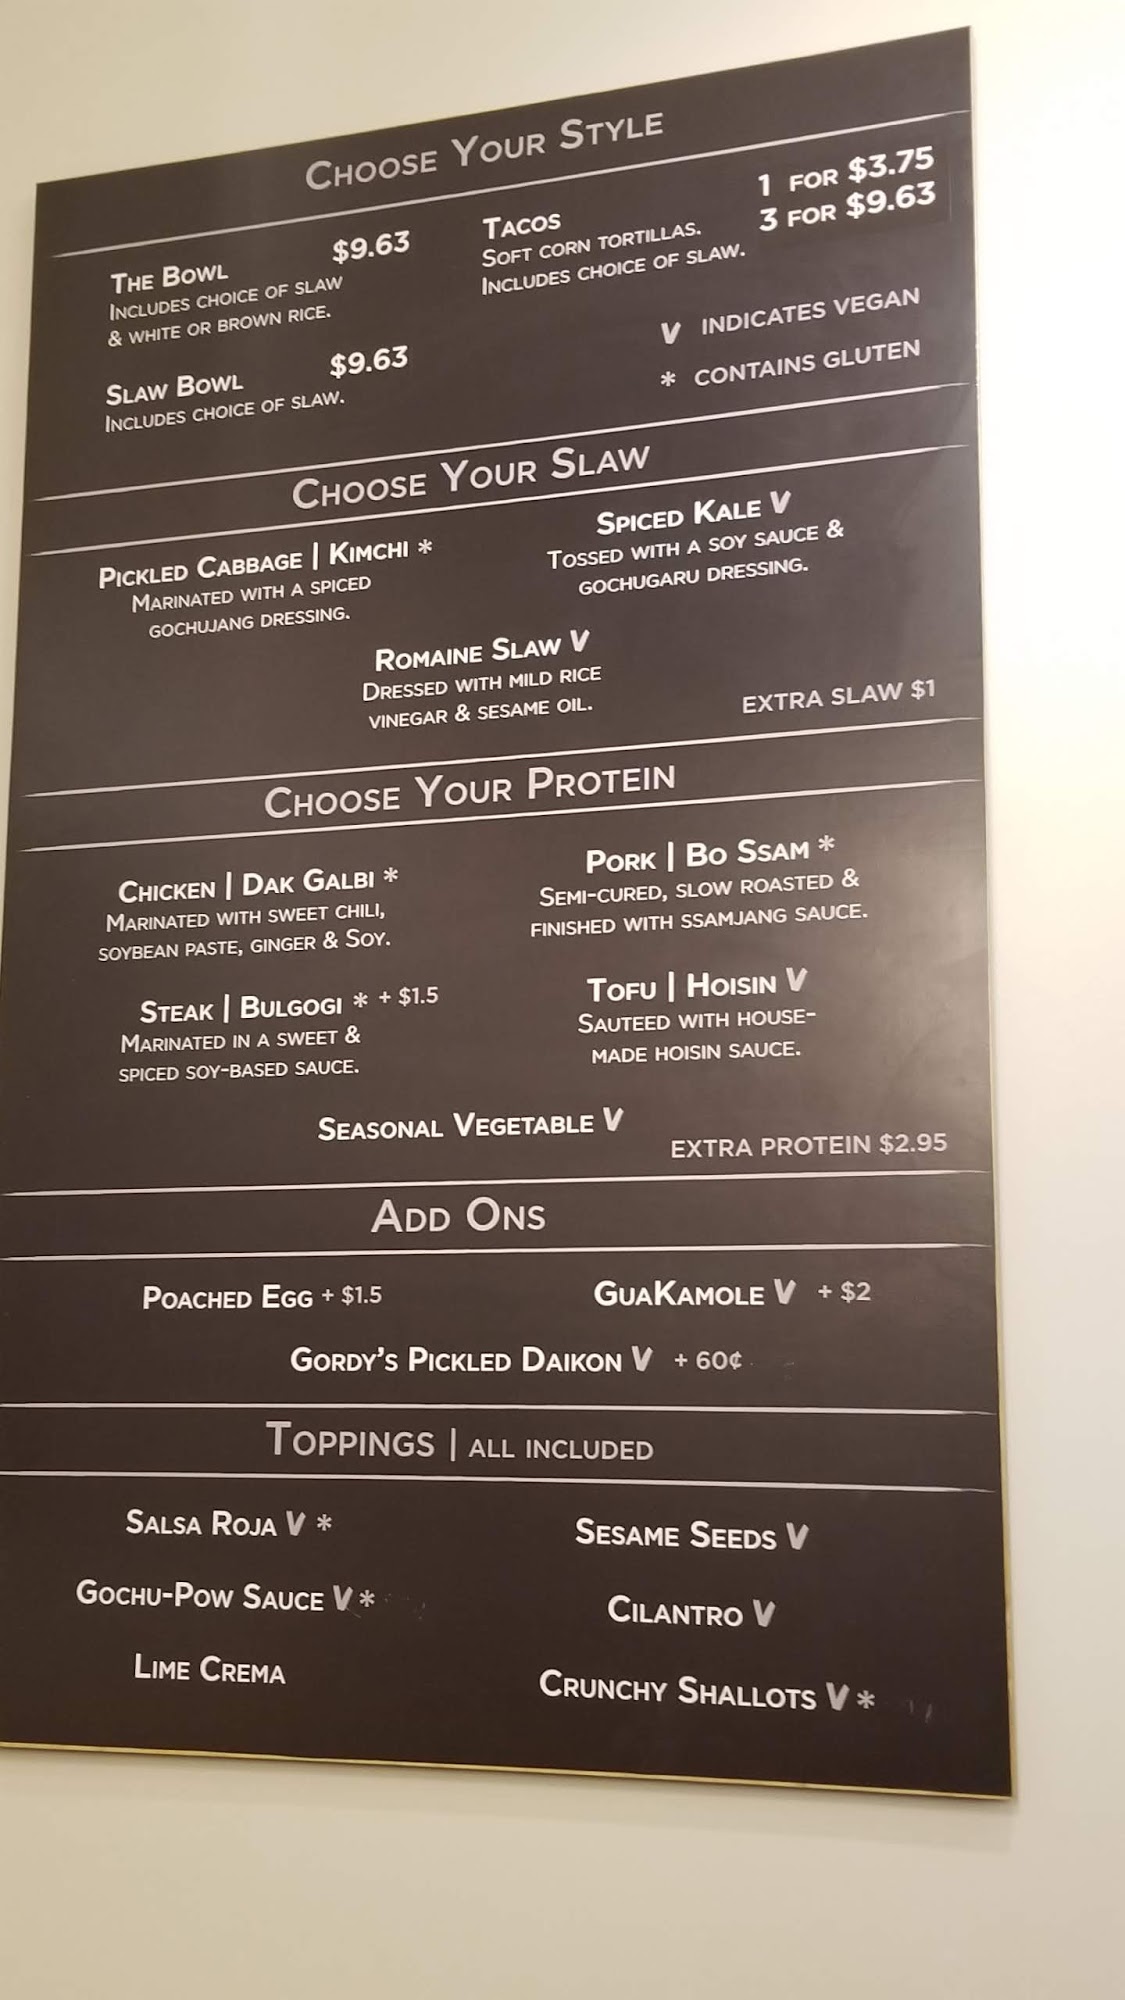 Choose Your Style
The Bowl $9.63
Includes choice of slaw
& white or brown rice.
Slaw Bowl $9.63
Includes choice of slaw.
Tacos 1 for $3.75
3 for $9.63
Soft corn tortillas.
Includes choice of slaw.
V indicates vegan
* contains gluten
Choose Your Slaw
Pickled Cabbage | Kimchi *
Marinated with a spiced
gochujang dressing.
Spiced Kale V
Tossed with a soy sauce &
gochugaru dressing.
Romaine Slaw V
Dressed with mild rice
vinegar & sesame oil.
extra slaw $1
Choose Your Protein
Chicken | Dak Galbi *
Marinated with sweet chili,
soybean paste, ginger & Soy.
Pork | Bo Ssam *
Semi-cured, slow roasted &
finished with ssamjang sauce.
Steak | Bulgogi * + $1.5
Marinated in a sweet &
spiced soy-based sauce.
Tofu | Hoisin V
Sauteed with house-
made hoisin sauce.
Seasonal Vegetable V
extra protein $2.95
Add Ons
Poached Egg + $1.5
GuaKamole V + $2
Gordy's Pickled Daikon V + 60¢
Toppings | all included
Salsa Roja V *
Sesame Seeds V
Gochu-Pow Sauce V *
Cilantro V
Lime Crema
Crunchy Shallots V *